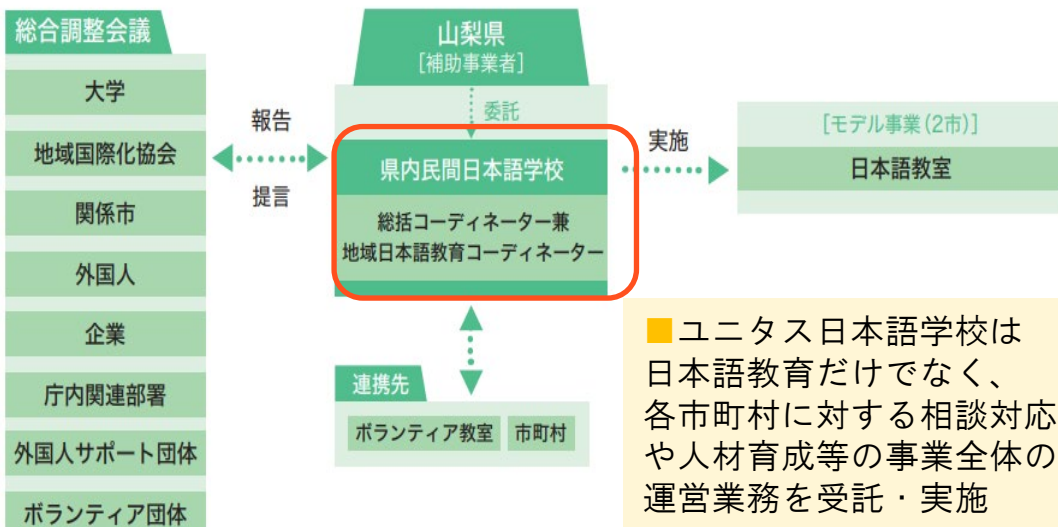 総合調整会議
大学
地域国際化協会
関係市
外国人
企業
庁内関連部署
外国人サポート団体
ボランティア団体
報告
提言
山梨県
[補助事業者]
委託
県内民間日本語学校
総括コーディネーター兼
地域日本語教育コーディネーター
実施
[モデル事業(2市)]
日本語教室
連携先
ボランティア教室
市町村
■ユニタス日本語学校は
日本語教育だけでなく、
各市町村に対する相談対応
や人材育成等の事業全体の
運営業務を受託・実施